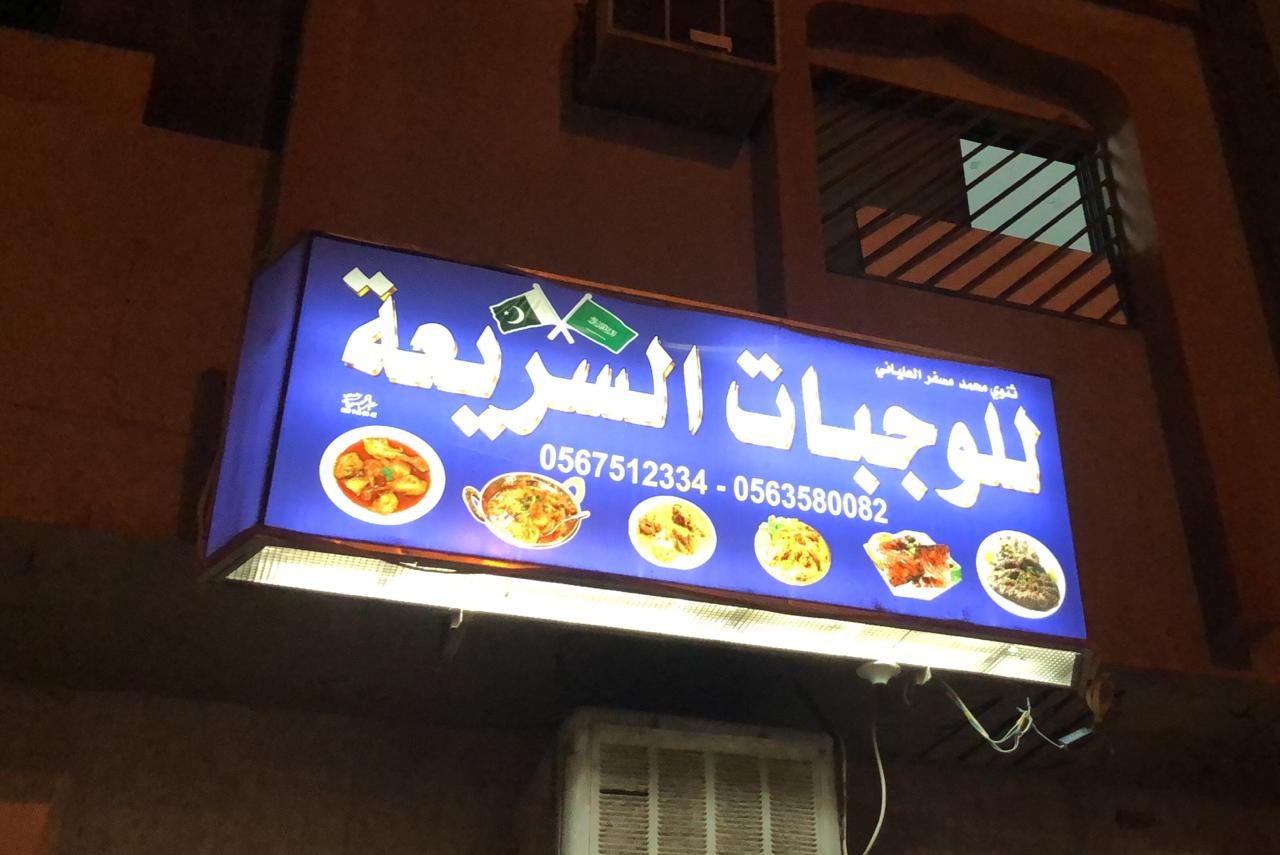 ثنوي محمد مسفر العلياني
للوجبات السريعة
0567512334 - 0563580082